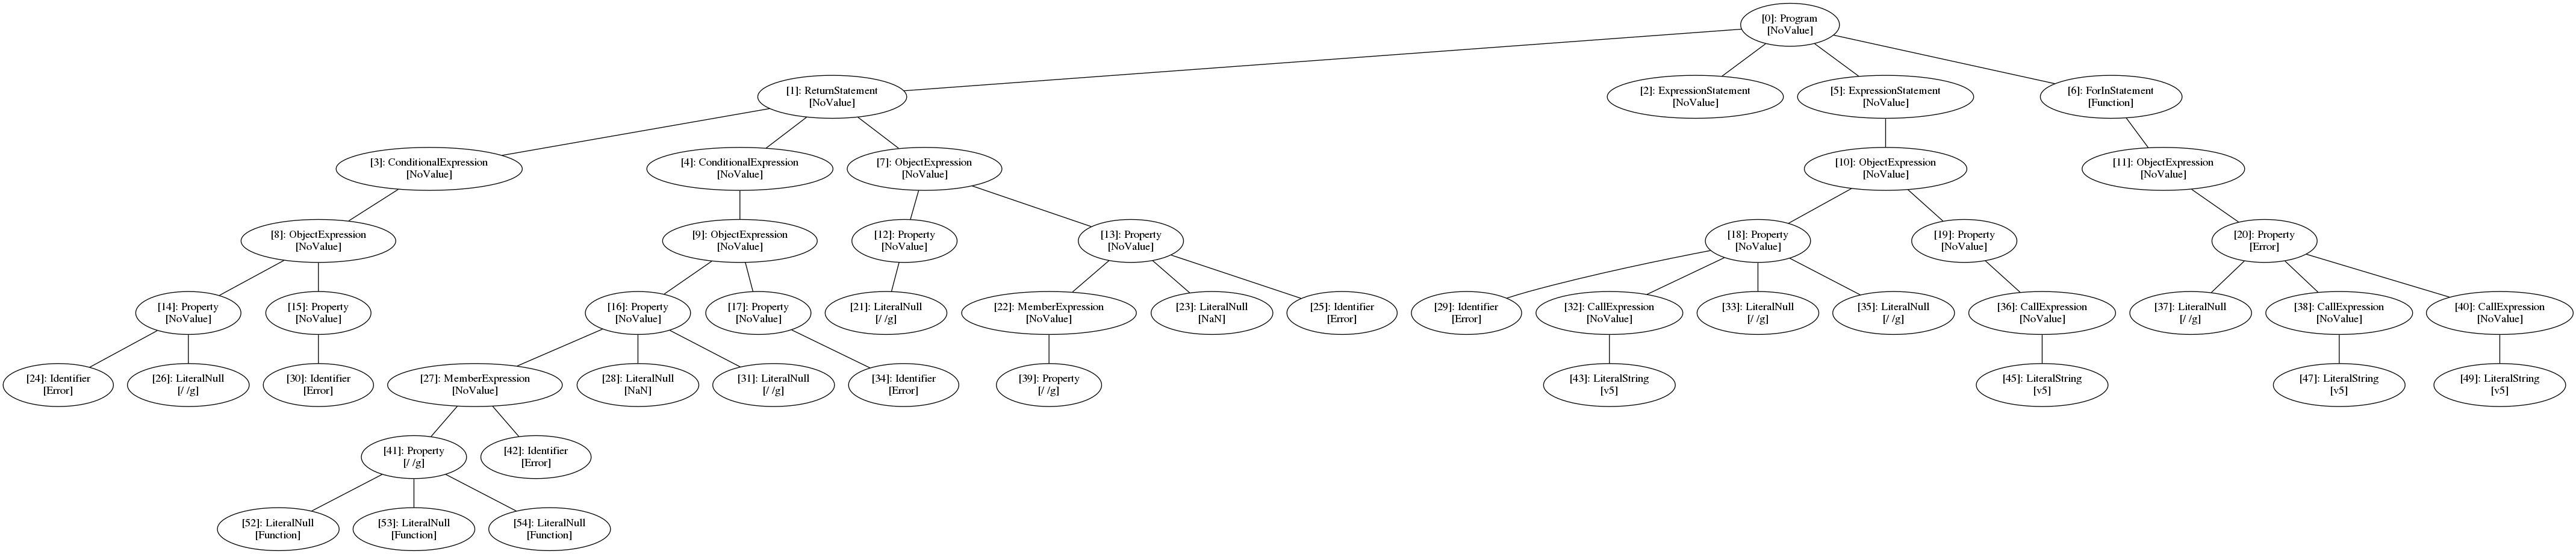 [0]: Program
[NoValue]
[1]: ReturnStatement
[NoValue]
[2]: ExpressionStatement
[NoValue]
[5]: ExpressionStatement
[NoValue]
[6]: ForInStatement
[Function]
[3]: ConditionalExpression
[NoValue]
[4]: ConditionalExpression
[NoValue]
[7]: ObjectExpression
[NoValue]
[10]: ObjectExpression
[NoValue]
[11]: ObjectExpression
[NoValue]
[8]: ObjectExpression
[NoValue]
[9]: ObjectExpression
[NoValue]
[12]: Property
[NoValue]
[13]: Property
[NoValue]
[18]: Property
[NoValue]
[19]: Property
[NoValue]
[20]: Property
[Error]
[14]: Property
[NoValue]
[15]: Property
[NoValue]
[16]: Property
[NoValue]
[17]: Property
[NoValue]
[21]: LiteralNull
[/ /g]
[22]: MemberExpression
[NoValue]
[23]: LiteralNull
[NaN]
[25]: Identifier
[Error]
[29]: Identifier
[Error]
[32]: CallExpression
[NoValue]
[33]: LiteralNull
[/ /g]
[35]: LiteralNull
[/ /g]
[36]: CallExpression
[NoValue]
[37]: LiteralNull
[/ /g]
[38]: CallExpression
[NoValue]
[40]: CallExpression
[NoValue]
[24]: Identifier
[Error]
[26]: LiteralNull
[/ /g]
[30]: Identifier
[Error]
[27]: MemberExpression
[NoValue]
[28]: LiteralNull
[NaN]
[31]: LiteralNull
[/ /g]
[34]: Identifier
[Error]
[39]: Property
[/ /g]
[43]: LiteralString
[v5]
[45]: LiteralString
[v5]
[47]: LiteralString
[v5]
[49]: LiteralString
[v5]
[41]: Property
[/ /g]
[42]: Identifier
[Error]
[52]: LiteralNull
[Function]
[53]: LiteralNull
[Function]
[54]: LiteralNull
[Function]